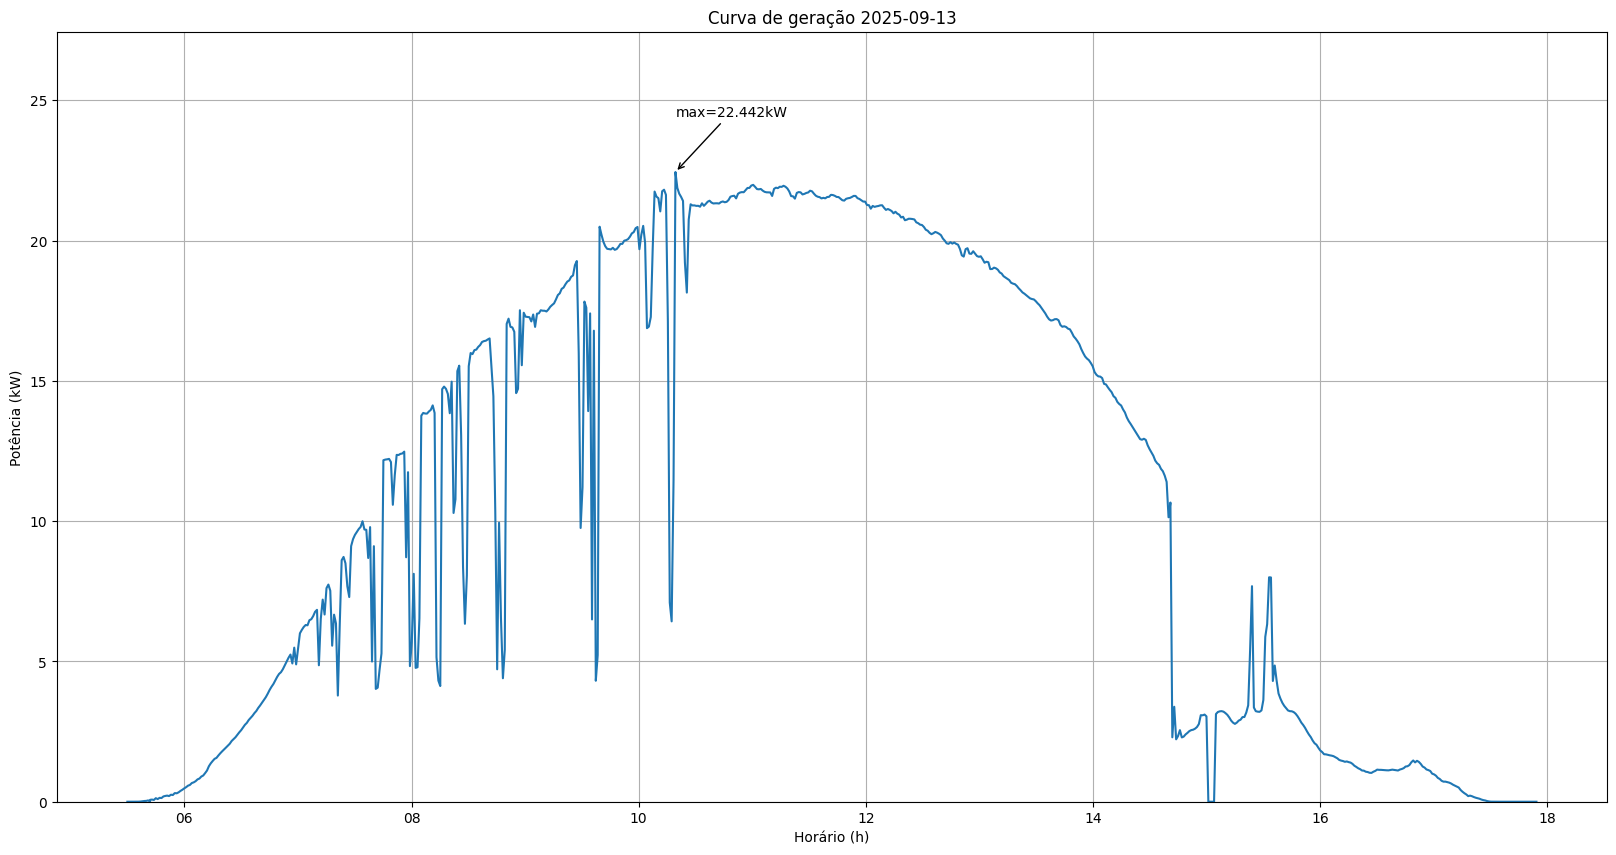 Curva de geração 2025-09-13
max=22.442kW
25
20
15
10
5
0
Potência (kW)
06 08 10 12 14 16 18
Horário (h)